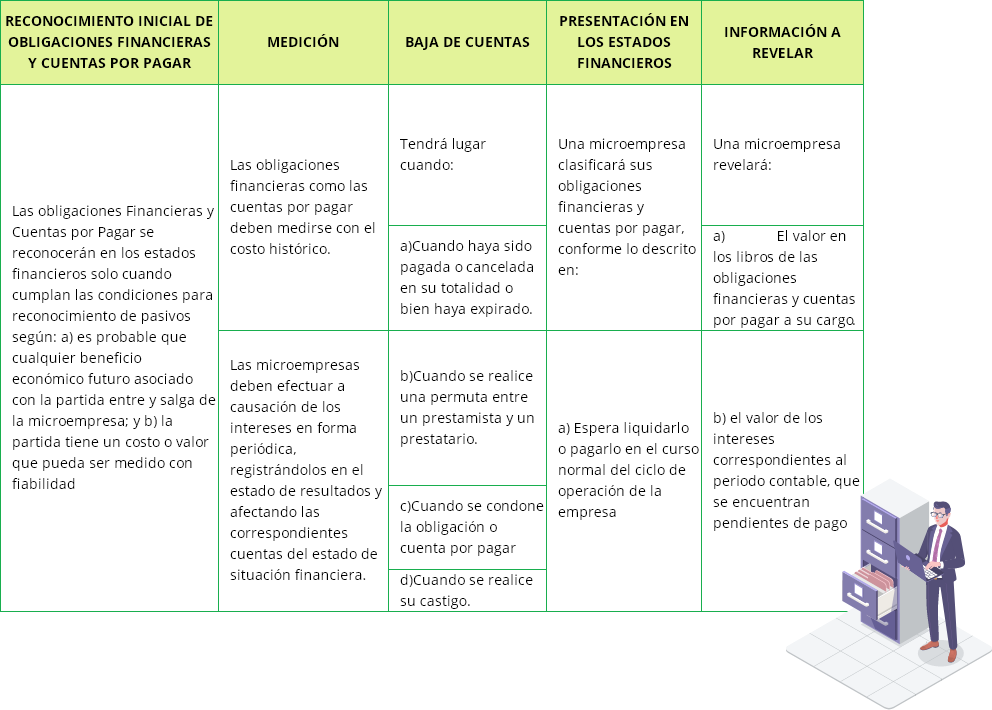 RECONOCIMIENTO INICIAL DE
OBLIGACIONES FINANCIERAS
Y CUENTAS POR PAGAR
MEDICIÓN
BAJA DE CUENTAS
PRESENTACIÓN EN
LOS ESTADOS
FINANCIEROS
INFORMACIÓN A
REVELAR
Las obligaciones Financieras y
Cuentas por Pagar se
reconocerán en los estados
financieros solo cuando
cumplan las condiciones para
reconocimiento de pasivos
según: a) es probable que
cualquier beneficio
económico futuro asociado
con la partida entre y salga de
la microempresa; y b) la
partida tiene un costo o valor
que pueda ser medido con
fiabilidad
Las obligaciones
financieras como las
cuentas por pagar
deben medirse con el
costo histórico.
Las microempresas
deben efectuar a
causación de los
intereses en forma
periódica,
registrándolos en el
estado de resultados y
afectando las
correspondientes
cuentas del estado de
situación financiera.
Tendrá lugar
cuando:
a)Cuando haya sido
pagada o cancelada
en su totalidad o
bien haya expirado.
b)Cuando se realice
una permuta entre
un prestamista y un
prestatario.
c)Cuando se condone
la obligación o
cuenta por pagar
d)Cuando se realice
su castigo.
Una microempresa
clasificará sus
obligaciones
financieras y
cuentas por pagar,
conforme lo descrito
en:
a) Espera liquidarlo
o pagarlo en el curso
normal del ciclo de
operación de la
empresa
Una microempresa
revelará:
a) El valor en
los libros de las
obligaciones
financieras y cuentas
por pagar a su cargo.
b) el valor de los
intereses
correspondientes al
periodo contable, que
se encuentran
pendientes de pago